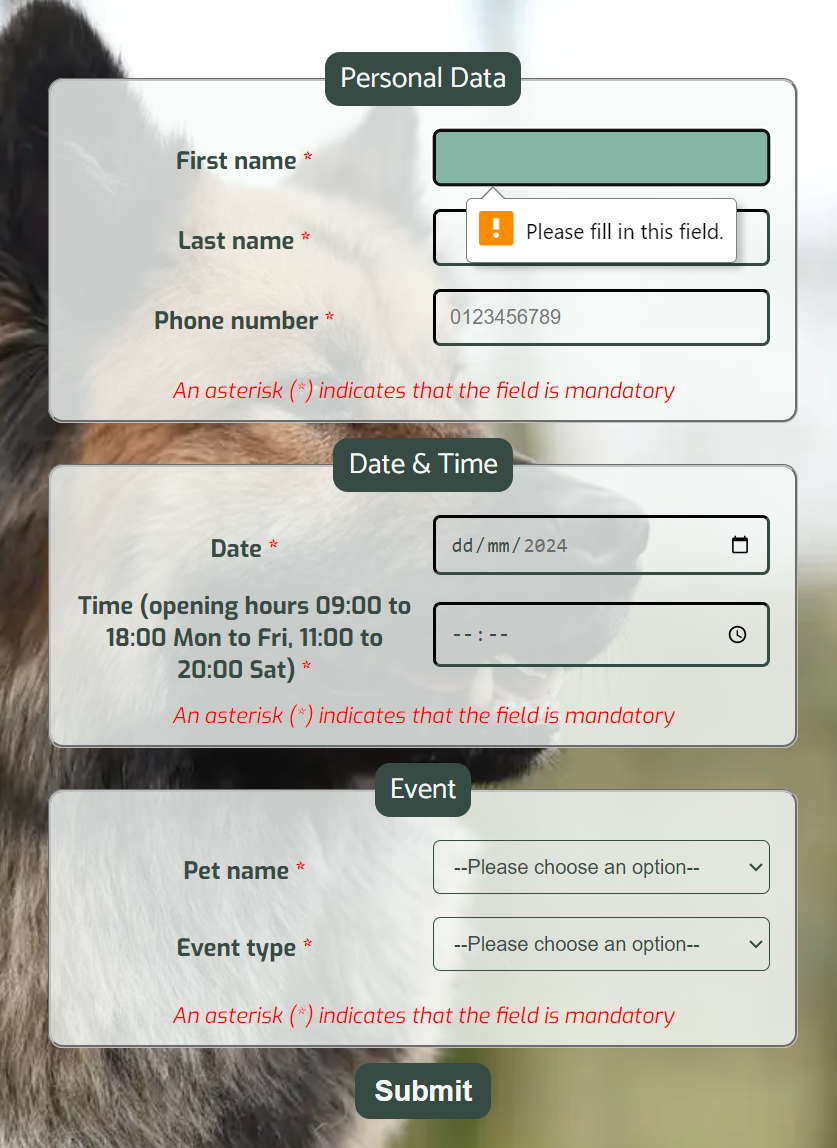 Personal Data
First name *
Please fill in this field.
Last name *
Phone number *
0123456789
An asterisk (*) indicates that the field is mandatory
Date & Time
Date *
dd/mm/2024
Time (opening hours 09:00 to
18:00 Mon to Fri, 11:00 to
20:00 Sat) *
--:--
An asterisk (*) indicates that the field is mandatory
Event
Pet name *
--Please choose an option--
Event type *
--Please choose an option--
An asterisk (*) indicates that the field is mandatory
Submit